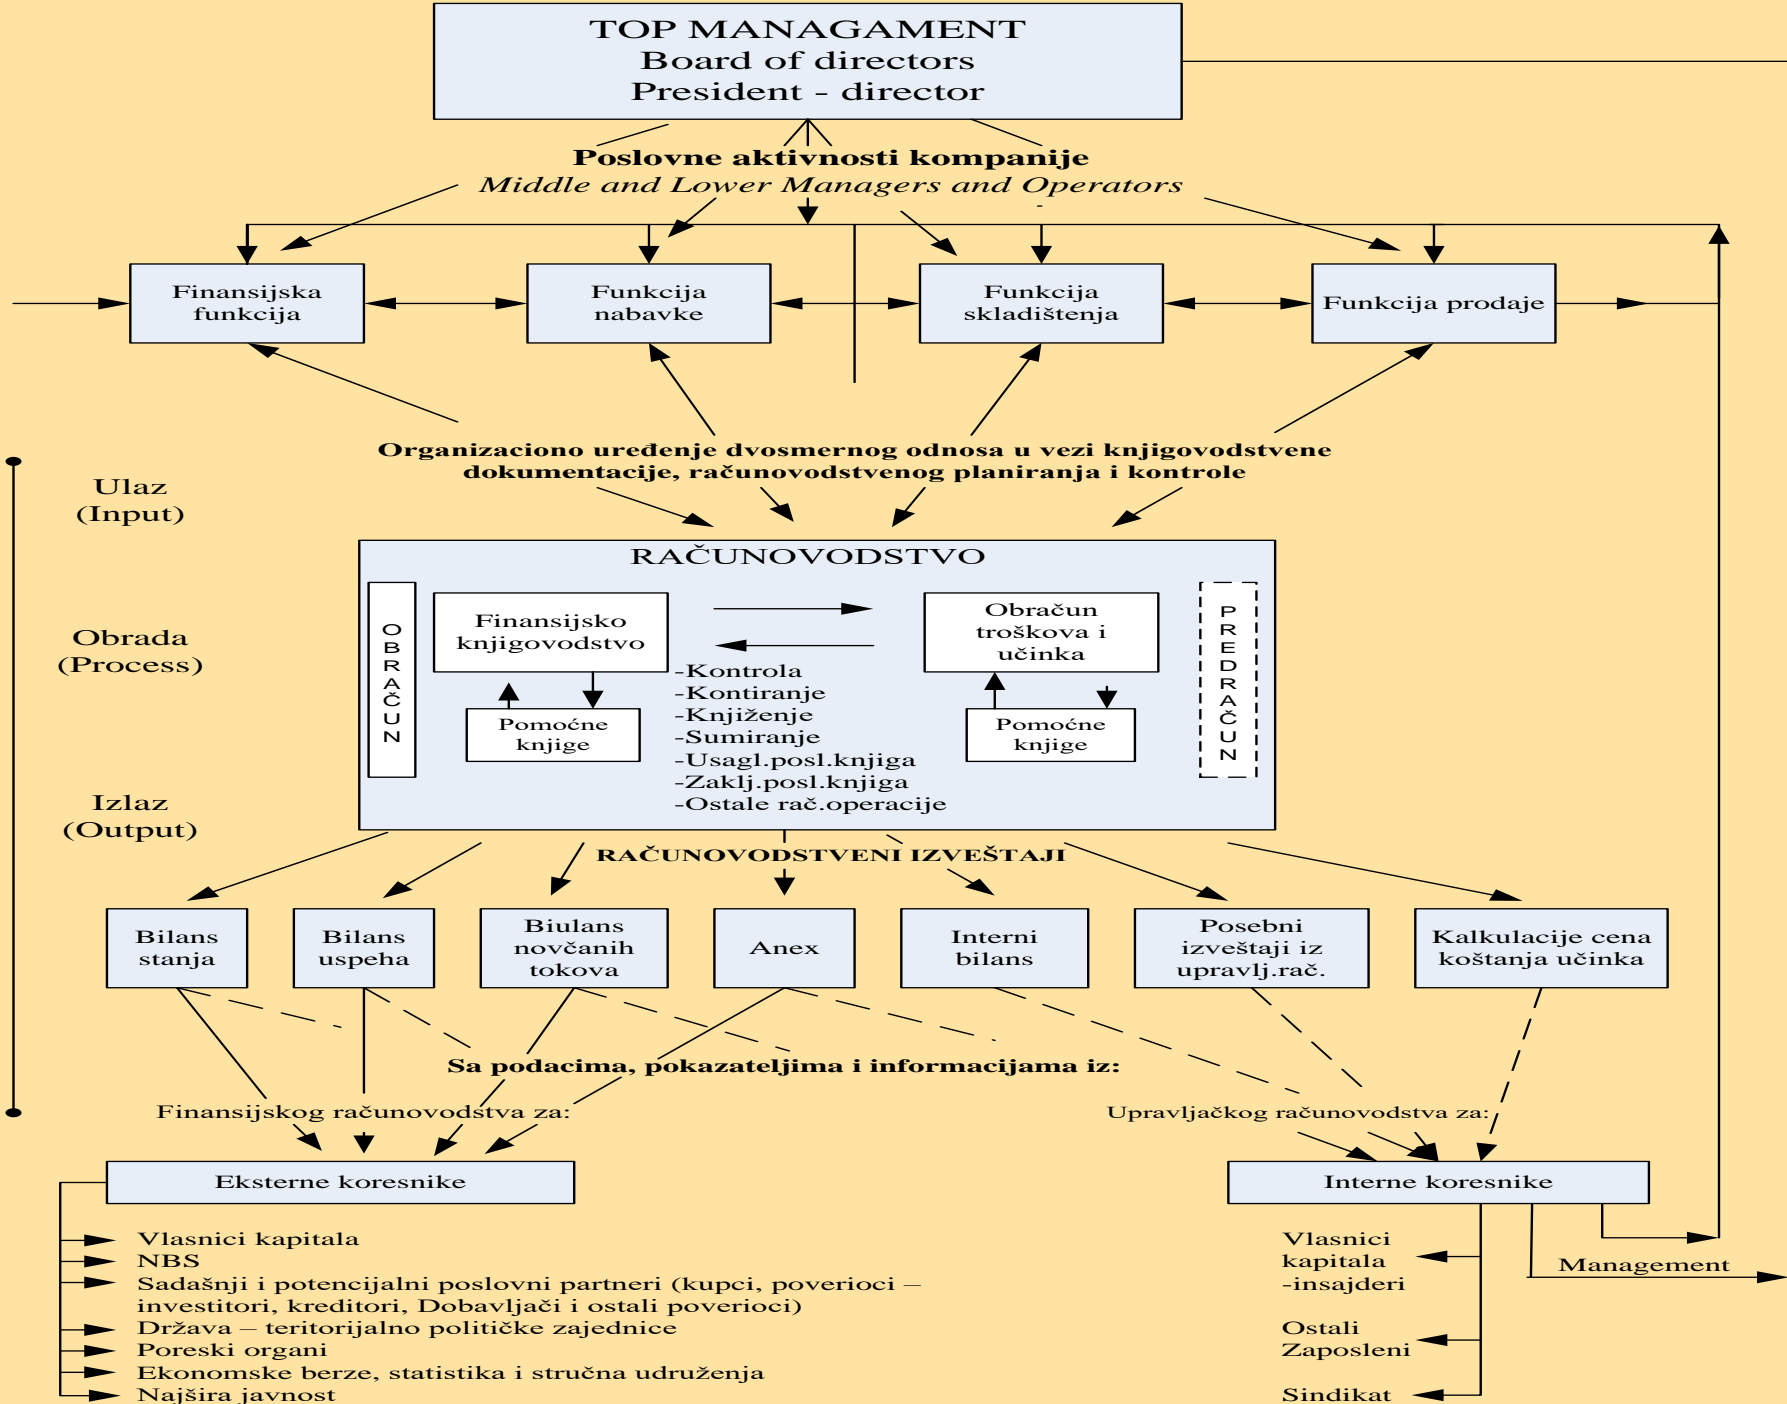 TOP MANAGAMENT
Board of directors
President - director
Poslovne aktivnosti kompanije
Middle and Lower Managers and Operators
-
Finansijska
funkcija
Funkcija
nabavke
Funkcija
skladištenja
Funkcija prodaje
Organizaciono uređenje dvosmernog odnosa u vezi knjigovodstvene
dokumentacije, računovodstvenog planiranja i kontrole
Ulaz
(Input)
Obrada
(Process)
Izlaz
(Output)
RAČUNOVODSTVO
OBRAČUN
Finansijsko
knjigovodstvo
Pomoćne
knjige
-Kontrola
-Kontiranje
-Knjiženje
-Sumiranje
-Usagl.posl.knjiga
-Zaklj.posl.knjiga
-Ostale rač.operacije
Obračun
troškova i
učinka
Pomoćne
knjige
PREDRAČUN
RAČUNOVODSTVENI IZVEŠTAJI
Bilans
stanja
Bilans
uspeha
Biulans
novčanih
tokova
Anex
Interni
bilans
Posebni
izveštaji iz
upravlj.rač.
Kalkulacije cena
koštanja učinka
Sa podacima, pokazateljima i informacijama iz:
Finansijskog računovodstva za:
Upravljačkog računovodstva za:
Eksterne koresnike
Vlasnici kapitala
NBS
Sadašnji i potencijalni poslovni partneri (kupci, poverioci –
investitori, kreditori, Dobavljači i ostali poverioci)
Država – teritorijalno političke zajednice
Poreski organi
Ekonomske berze, statistika i stručna udruženja
Najšira javnost
Interne koresnike
Vlasnici
kapitala
-insajderi
Ostali
Zaposleni
Sindikat
Management